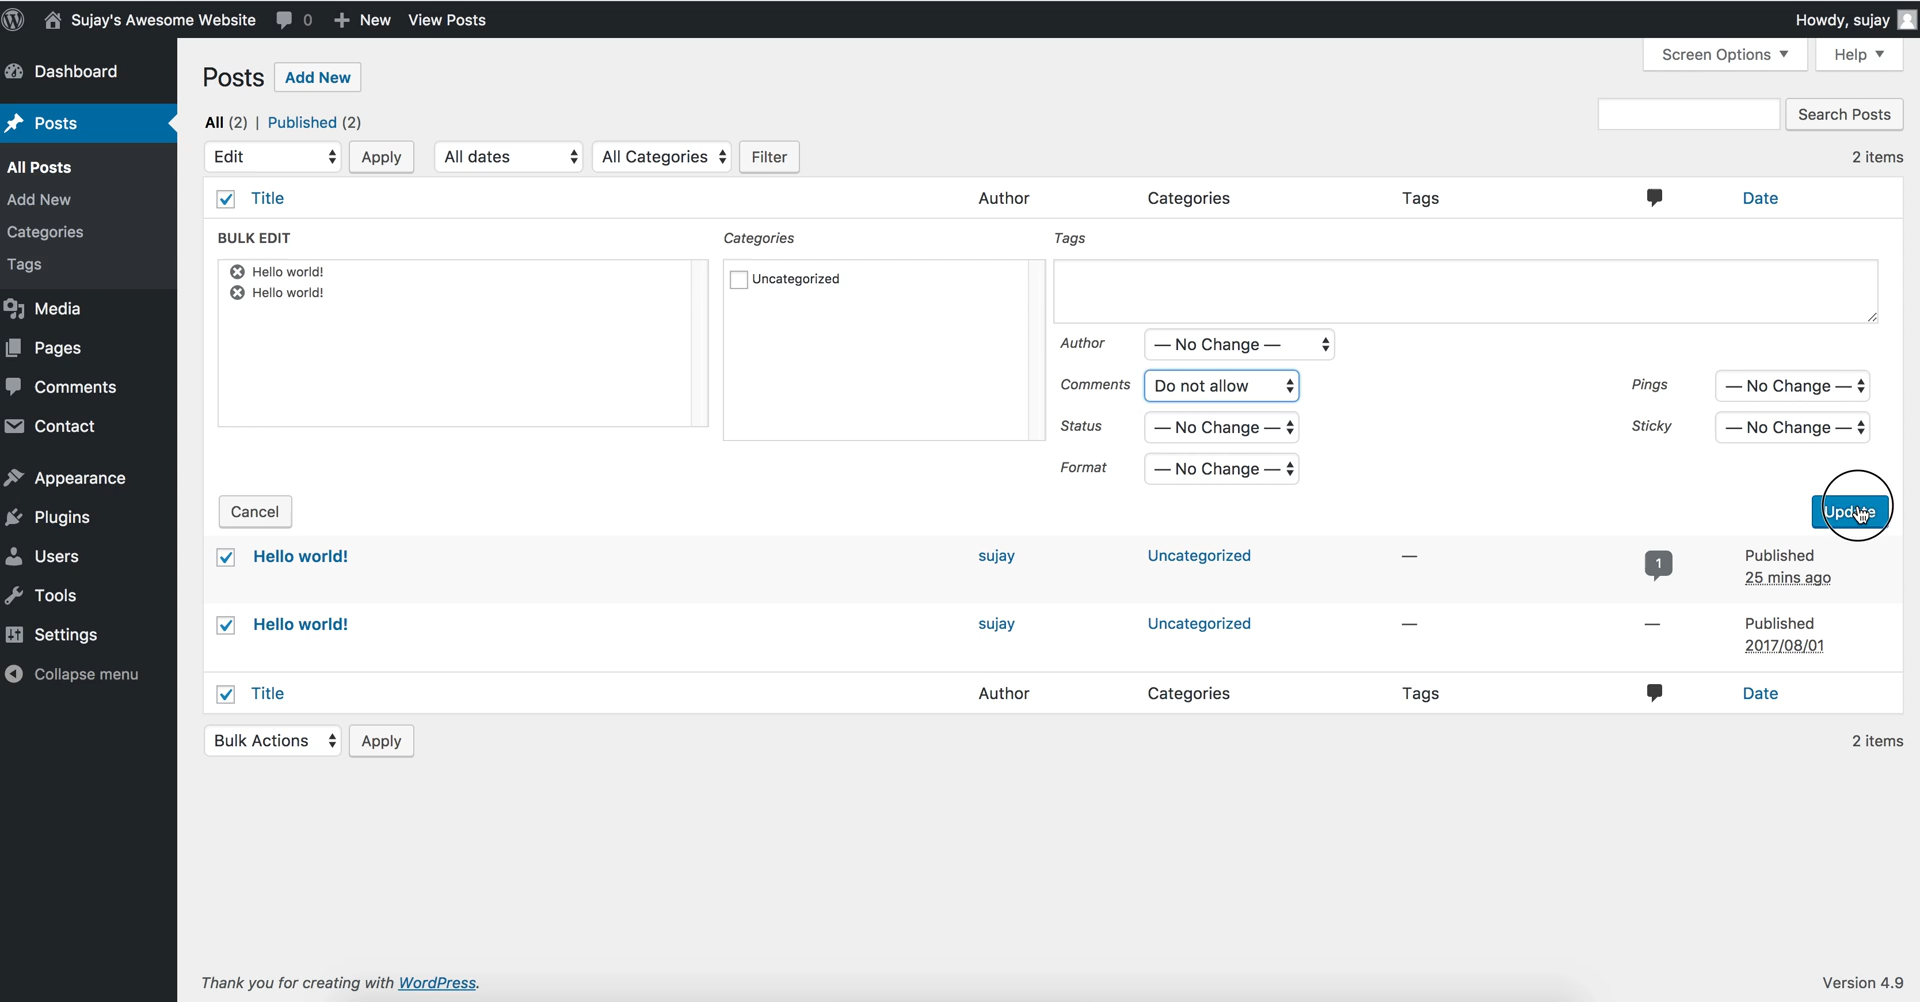 Sujay's Awesome Website 0 New View Posts Howdy, sujay
Screen Options Help
Dashboard
Posts
All Posts
Add New
Categories
Tags
Media
Pages
Comments
Contact
Appearance
Plugins
Users
Tools
Settings
Collapse menu
Posts Add New
All (2) | Published (2)
Search Posts
Edit Apply All dates All Categories Filter 2 items
Title Author Categories Tags Date
BULK EDIT Categories Tags
Hello world!
Hello world!
Uncategorized
Author — No Change —
Comments Do not allow Pings — No Change —
Status — No Change — Sticky — No Change —
Format — No Change —
Cancel Update
Hello world! sujay Uncategorized — 1 Published
25 mins ago
Hello world! sujay Uncategorized — — Published
2017/08/01
Title Author Categories Tags Date
Bulk Actions Apply 2 items
Thank you for creating with WordPress. Version 4.9